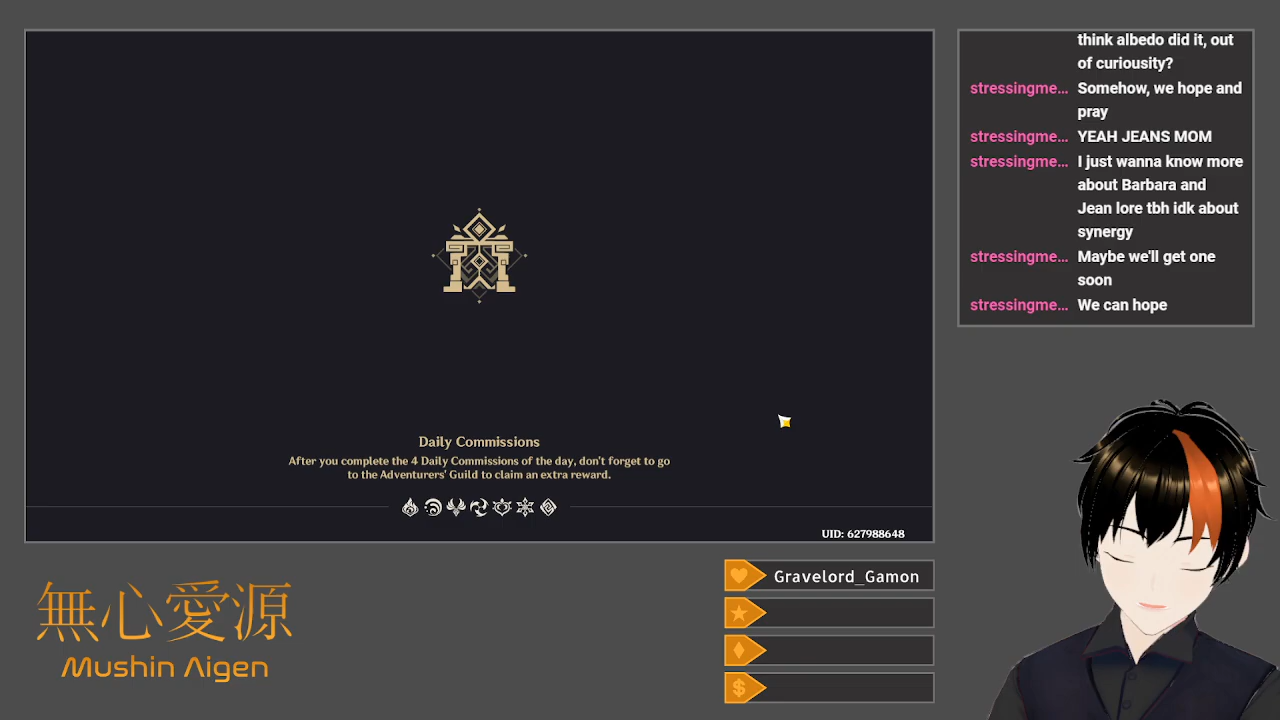 think albedo did it, out
of curiousity?
stressingme... Somehow, we hope and
pray
stressingme... YEAH JEANS MOM
stressingme... I just wanna know more
about Barbara and
Jean lore tbh idk about
synergy
stressingme... Maybe we'll get one
soon
stressingme... We can hope
Daily Commissions
After you complete the 4 Daily Commissions of the day, don't forget to go
to the Adventurers' Guild to claim an extra reward.
UID: 627988648
Gravelord_Gamon
無心愛源
Mushin Aigen